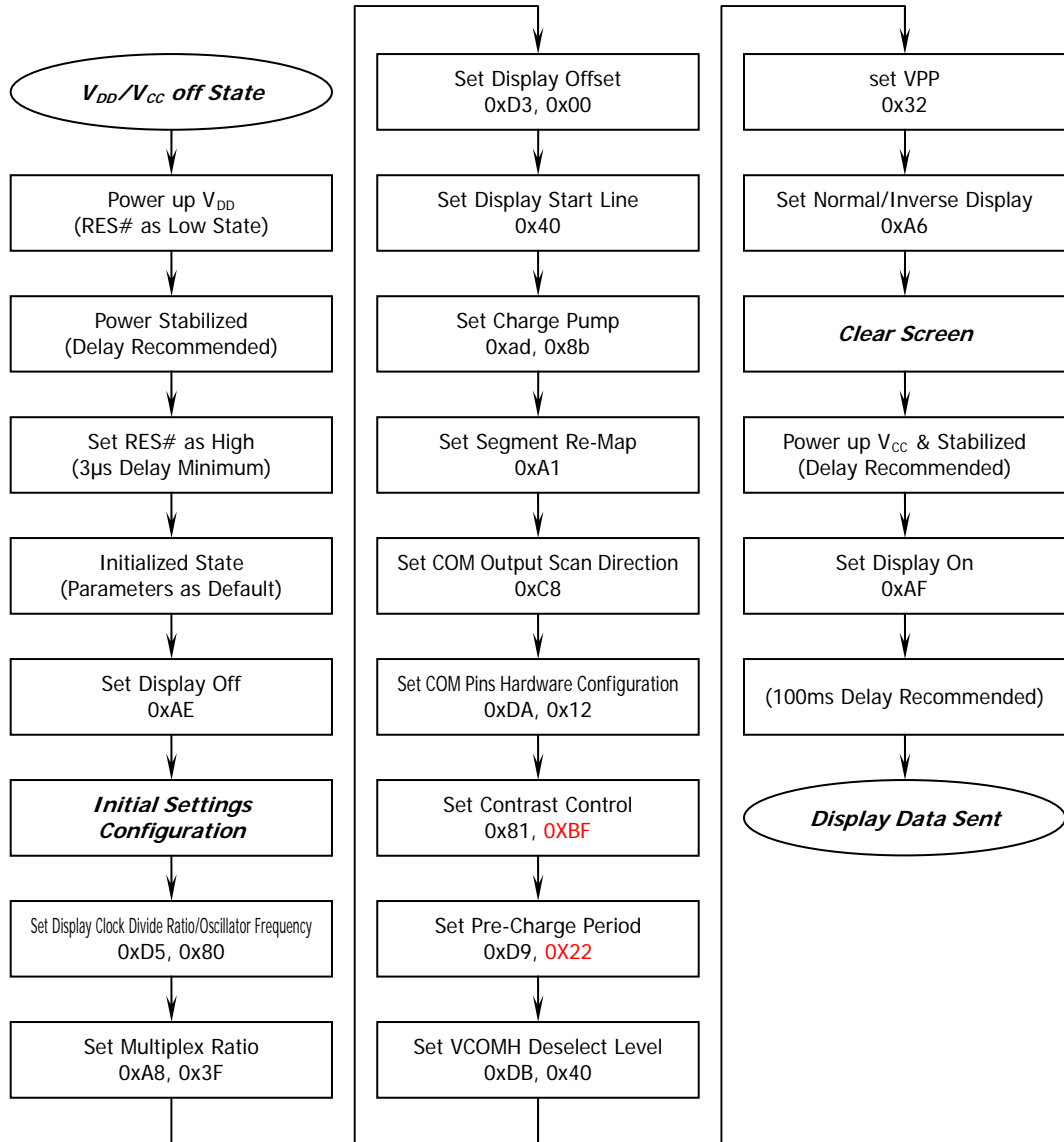 V_DD/V_CC off State
Power up V_DD
(RES# as Low State)
Power Stabilized
(Delay Recommended)
Set RES# as High
(3μs Delay Minimum)
Initialized State
(Parameters as Default)
Set Display Off
0xAE
Initial Settings
Configuration
Set Display Clock Divide Ratio/Oscillator Frequency
0xD5, 0x80
Set Multiplex Ratio
0xA8, 0x3F
Set Display Offset
0xD3, 0x00
Set Display Start Line
0x40
Set Charge Pump
0xad, 0x8b
Set Segment Re-Map
0xA1
Set COM Output Scan Direction
0xC8
Set COM Pins Hardware Configuration
0xDA, 0x12
Set Contrast Control
0x81, 0XBF
Set Pre-Charge Period
0xD9, 0X22
Set VCOMH Deselect Level
0xDB, 0x40
set VPP
0x32
Set Normal/Inverse Display
0xA6
Clear Screen
Power up V_CC & Stabilized
(Delay Recommended)
Set Display On
0xAF
(100ms Delay Recommended)
Display Data Sent